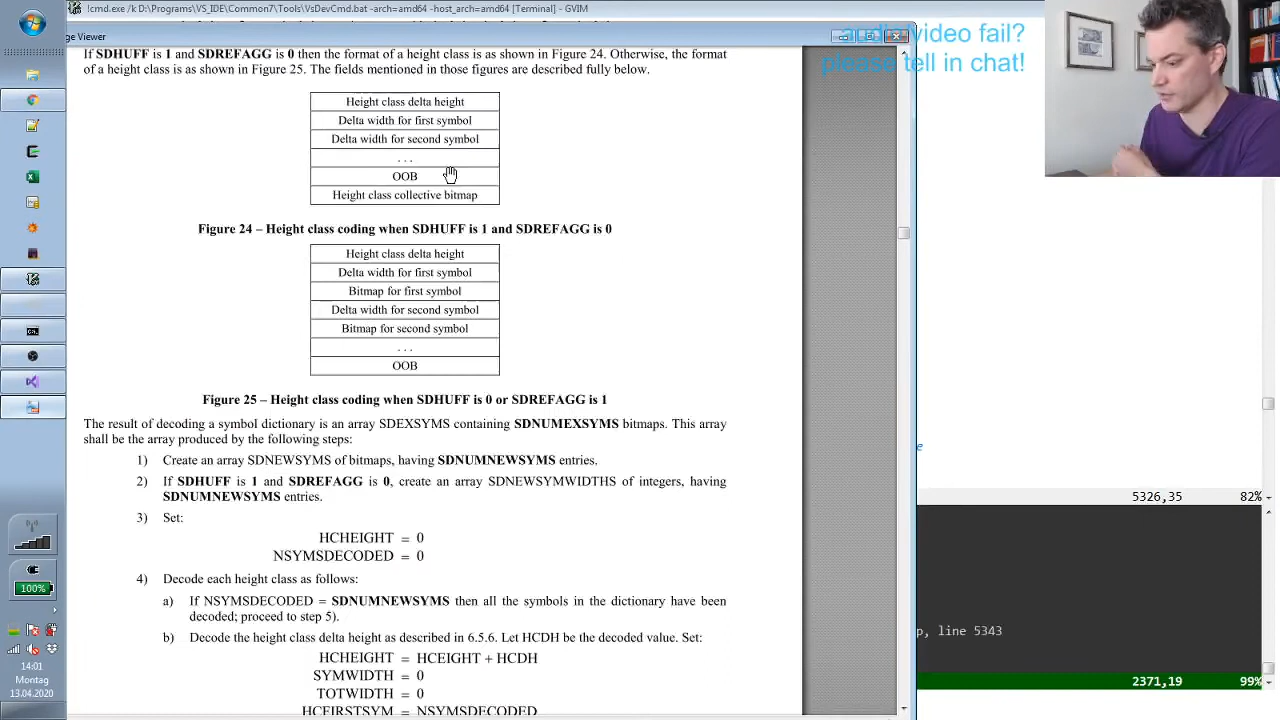 !cmd.exe /k D:\Programs\VS_IDE\Common7\Tools\VsDevCmd.bat -arch=amd64 -host_arch=amd64 [Terminal] - GVIM
ge Viewer
audio/video fail?
please tell in chat!
If SDHUFF is 1 and SDREFAGG is 0 then the format of a height class is as shown in Figure 24. Otherwise, the format
of a height class is as shown in Figure 25. The fields mentioned in those figures are described fully below.
Height class delta height
Delta width for first symbol
Delta width for second symbol
. . .
OOB
Height class collective bitmap
Figure 24 – Height class coding when SDHUFF is 1 and SDREFAGG is 0
Height class delta height
Delta width for first symbol
Bitmap for first symbol
Delta width for second symbol
Bitmap for second symbol
. . .
OOB
Figure 25 – Height class coding when SDHUFF is 0 or SDREFAGG is 1
The result of decoding a symbol dictionary is an array SDEXSYMS containing SDNUMEXSYMS bitmaps. This array
shall be the array produced by the following steps:
1) Create an array SDNEWSYMS of bitmaps, having SDNUMNEWSYMS entries.
2) If SDHUFF is 1 and SDREFAGG is 0, create an array SDNEWSYMWIDTHS of integers, having
SDNUMNEWSYMS entries.
3) Set:
HCHEIGHT = 0
NSYMSDECODED = 0
4) Decode each height class as follows:
a) If NSYMSDECODED = SDNUMNEWSYMS then all the symbols in the dictionary have been
decoded; proceed to step 5).
b) Decode the height class delta height as described in 6.5.6. Let HCDH be the decoded value. Set:
HCHEIGHT = HCEIGHT + HCDH
SYMWIDTH = 0
TOTWIDTH = 0
HCFIRSTSYM = NSYMSDECODED
e
5326,35 82%
p, line 5343
2371,19 99%
100%
14:01
Montag
13.04.2020